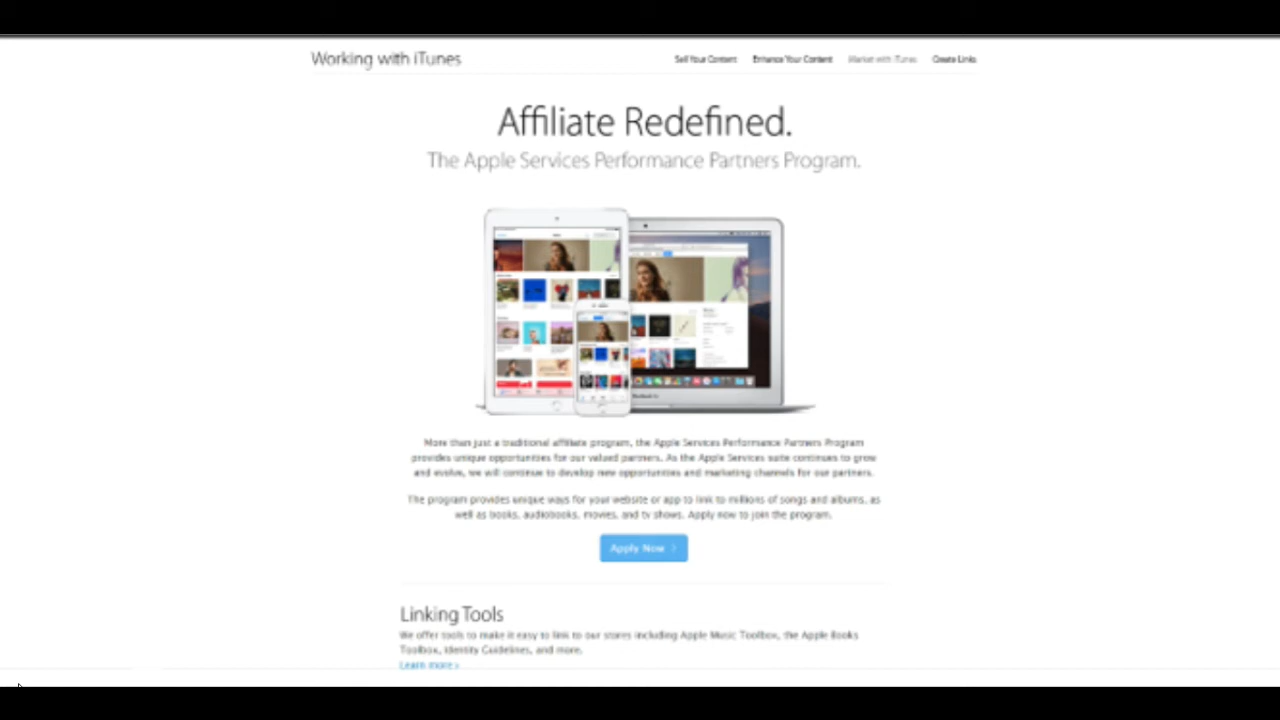 Working with iTunes
Sell Your Content Enhance Your Content Market with iTunes Create Links
Affiliate Redefined.
The Apple Services Performance Partners Program.
More than just a traditional affiliate program, the Apple Services Performance Partners Program
provides unique opportunities for our valued partners. As the Apple Services suite continues to grow
and evolve, we will continue to develop new opportunities and marketing channels for our partners.
The program provides unique ways for your website or app to link to millions of songs and albums, as
well as books, audiobooks, movies, and tv shows. Apply now to join the program.
Apply Now >
Linking Tools
We offer tools to make it easy to link to our stores including Apple Music Toolbox, the Apple Books
Toolbox, Identity Guidelines, and more.
Learn more ›